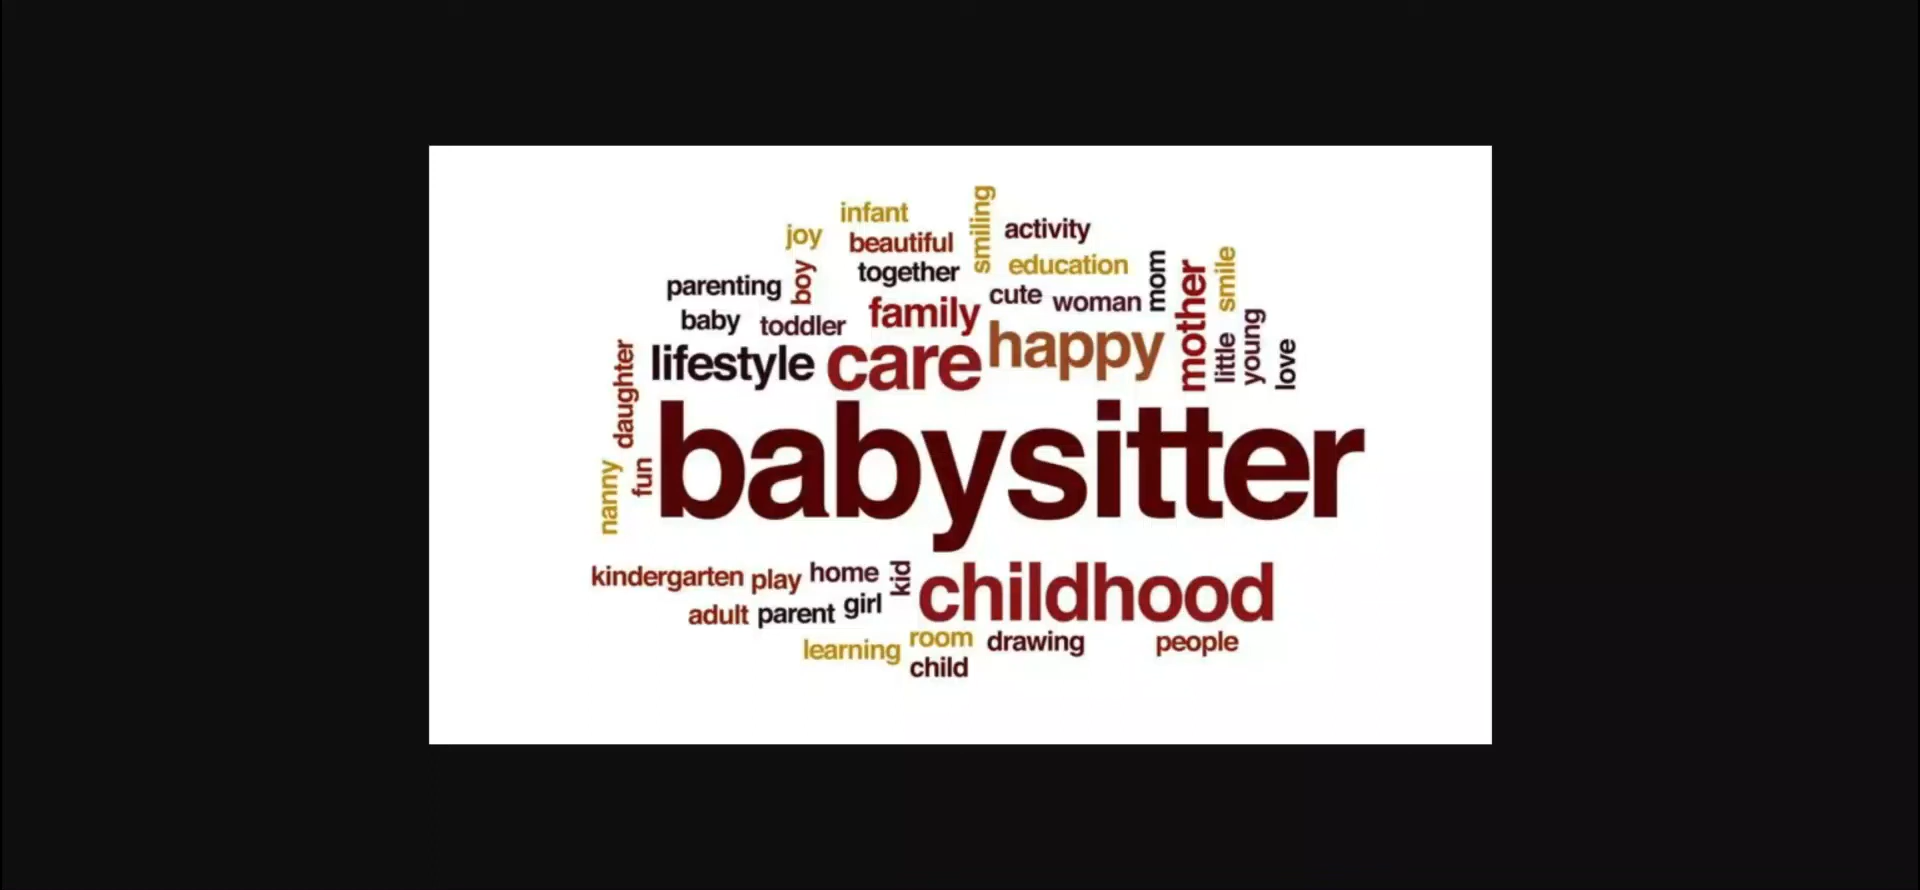 infant
smiling
joy
beautiful
activity
together
education
parenting
boy
cute
woman
mom
mother
smile
baby
toddler
family
happy
little
young
love
daughter
lifestyle
care
nanny
fun
babysitter
kindergarten
play
home
kid
childhood
adult
parent
girl
learning
room
drawing
people
child